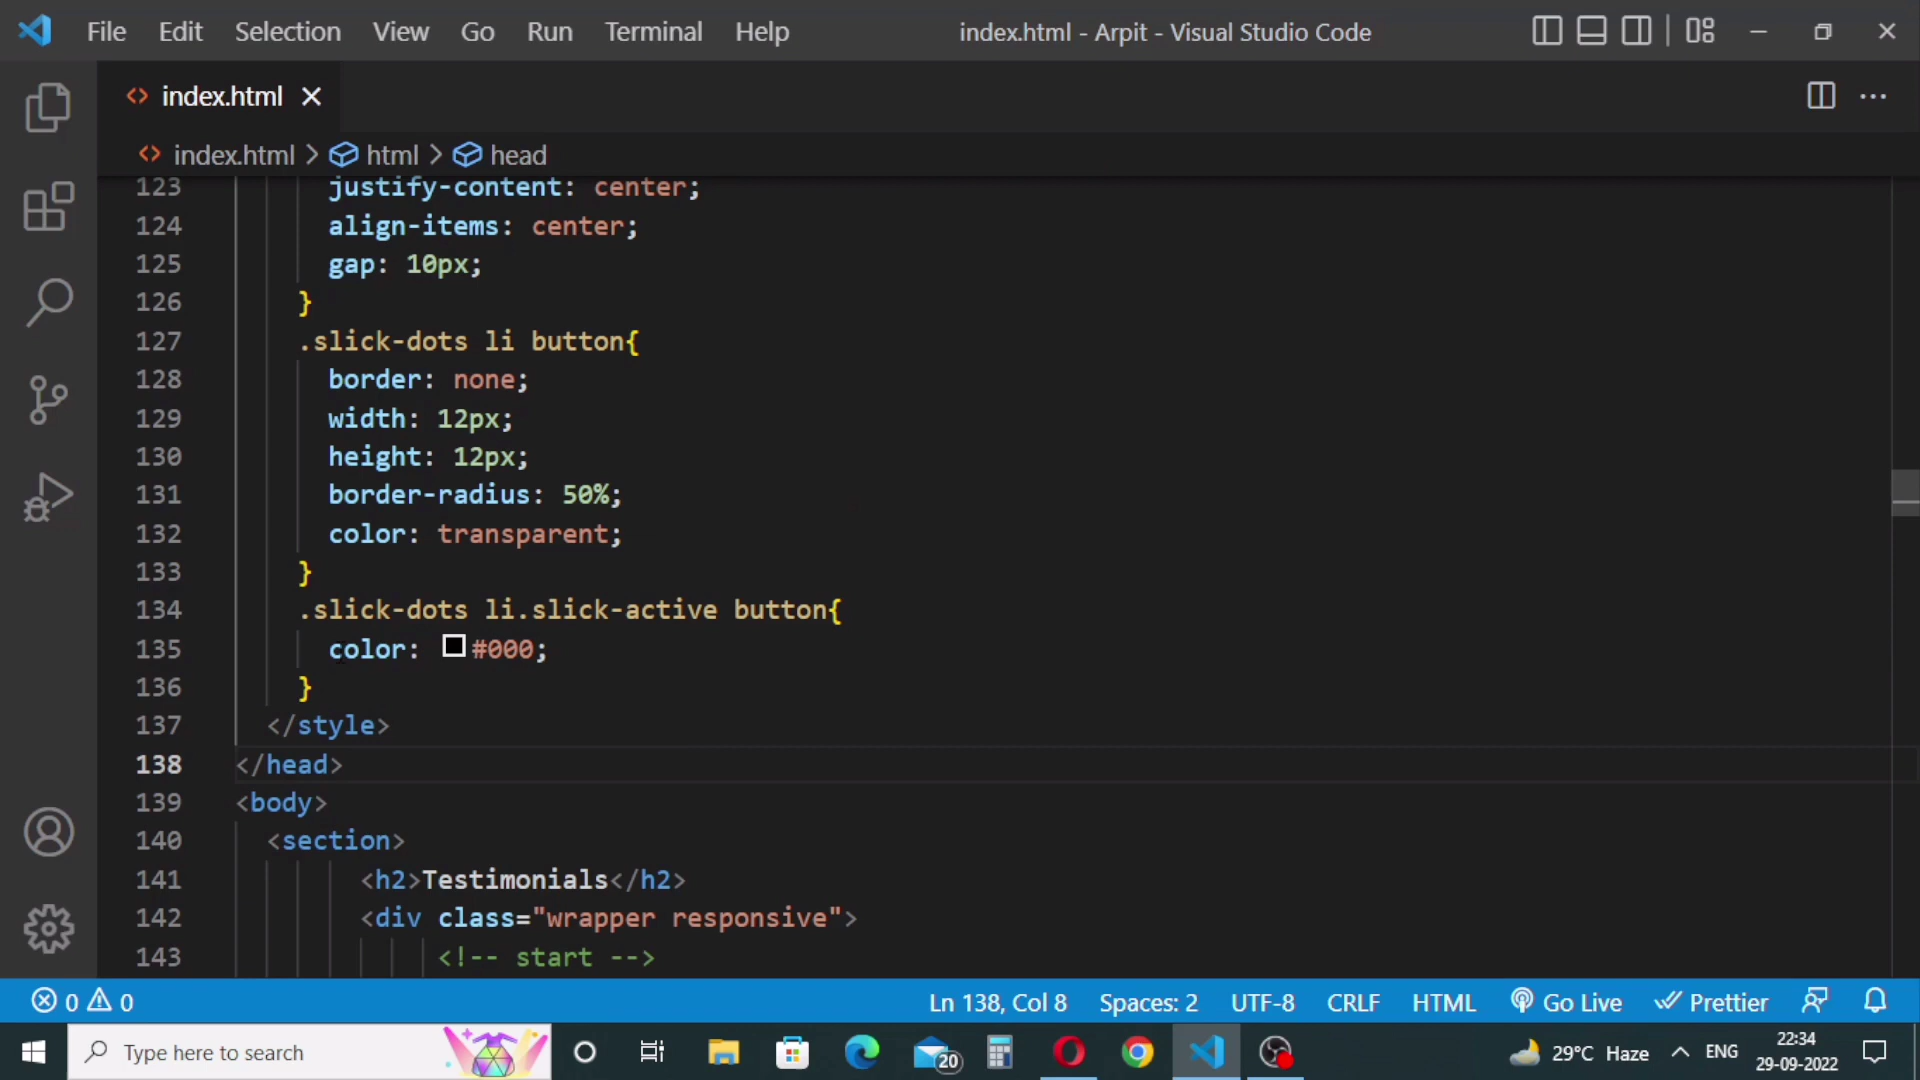 File Edit Selection View Go Run Terminal Help index.html - Arpit - Visual Studio Code
index.html
index.html > html > head
123 justify-content: center;
124 align-items: center;
125 gap: 10px;
126 }
127 .slick-dots li button{
128 border: none;
129 width: 12px;
130 height: 12px;
131 border-radius: 50%;
132 color: transparent;
133 }
134 .slick-dots li.slick-active button{
135 color: #000;
136 }
137 </style>
138 </head>
139 <body>
140 <section>
141 <h2>Testimonials</h2>
142 <div class="wrapper responsive">
143 <!-- start -->
0 0 Ln 138, Col 8 Spaces: 2 UTF-8 CRLF HTML Go Live Prettier
Type here to search 20 29°C Haze ENG 22:34
29-09-2022